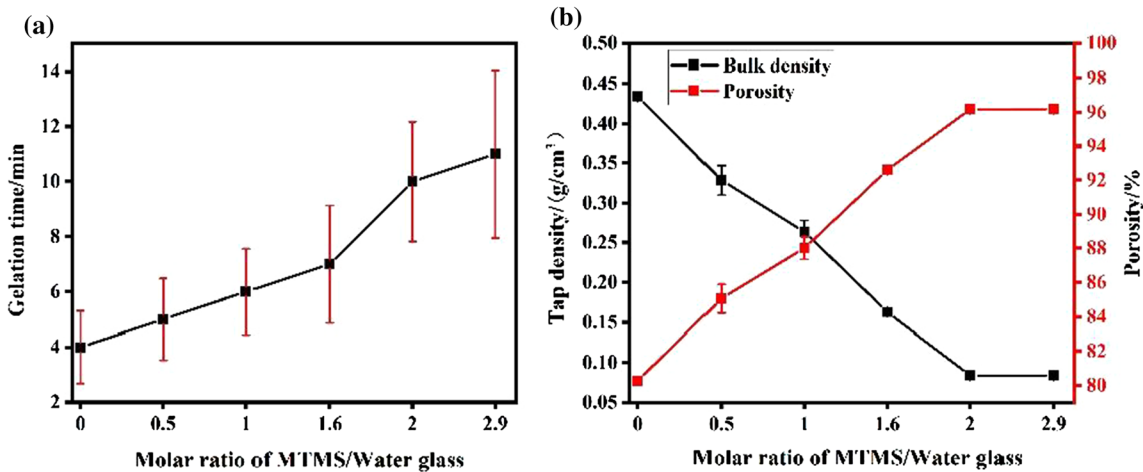 (a)
14
12
10
8
6
4
2
Gelation time/min
0 0.5 1 1.6 2 2.9
Molar ratio of MTMS/Water glass
(b)
0.50
0.45
0.40
0.35
0.30
0.25
0.20
0.15
0.10
0.05
Tap density/(g/cm³)
Bulk density
Porosity
100
98
96
94
92
90
88
86
84
82
80
Porosity/%
0 0.5 1 1.6 2 2.9
Molar ratio of MTMS/Water glass